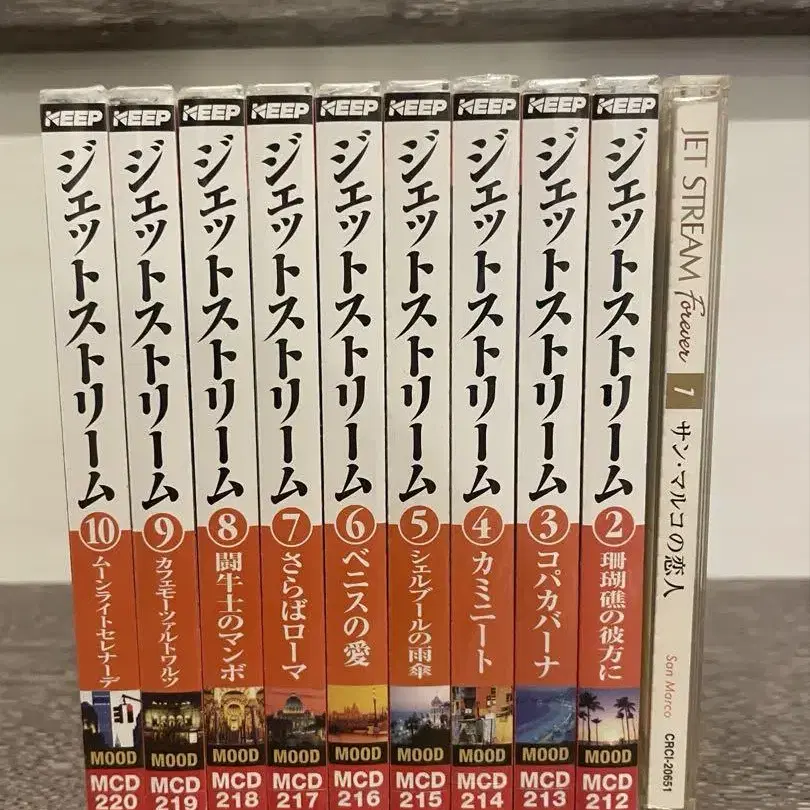 KEEP
ジェットストリーム
10
ムーンライトセレナーデ
MOOD
MCD
220
KEEP
ジェットストリーム
9
カフェモーツァルトワルツ
MOOD
MCD
219
KEEP
ジェットストリーム
8
闘牛士のマンボ
MOOD
MCD
218
KEEP
ジェットストリーム
7
さらばローマ
MOOD
MCD
217
KEEP
ジェットストリーム
6
ベニスの愛
MOOD
MCD
216
KEEP
ジェットストリーム
5
シェルブールの雨傘
MOOD
MCD
215
KEEP
ジェットストリーム
4
カミニート
MOOD
MCD
214
KEEP
ジェットストリーム
3
コパカバーナ
MOOD
MCD
213
KEEP
ジェットストリーム
2
珊瑚礁の彼方に
MOOD
MCD
212
JET STREAM Forever 1 サン・マルコの恋人 San Marco CRCI-20651